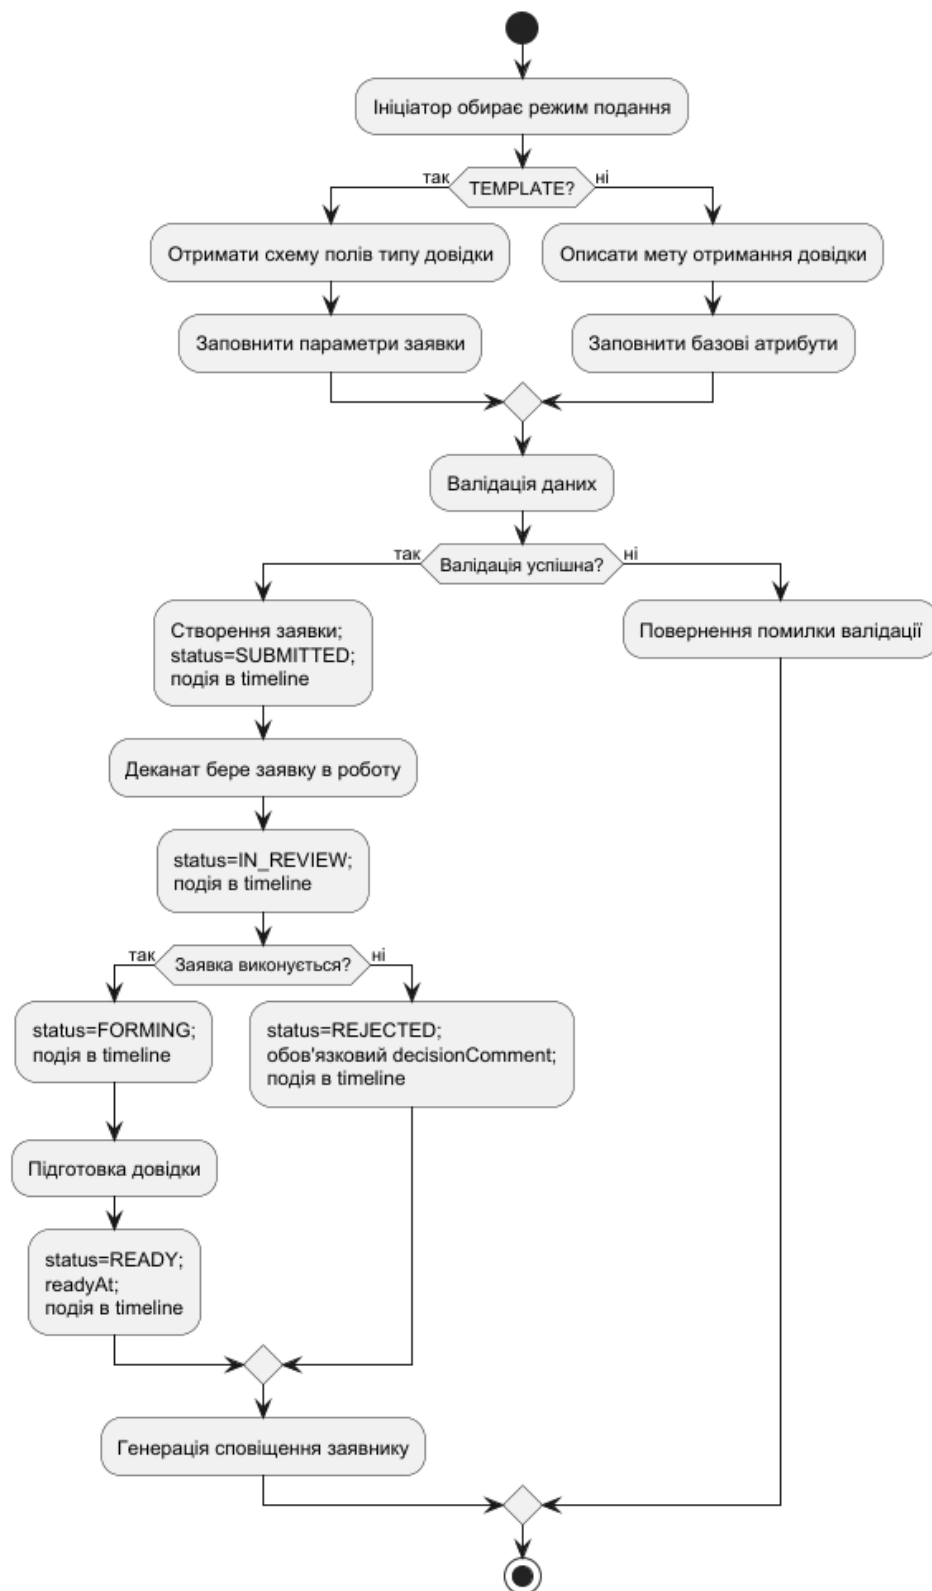 Ініціатор обирає режим подання
так
TEMPLATE?
ні
Отримати схему полів типу довідки
Описати мету отримання довідки
Заповнити параметри заявки
Заповнити базові атрибути
Валідація даних
так
Валідація успішна?
ні
Створення заявки;
status=SUBMITTED;
подія в timeline
Повернення помилки валідації
Деканат бере заявку в роботу
status=IN_REVIEW;
подія в timeline
так
Заявка виконується?
ні
status=FORMING;
подія в timeline
status=REJECTED;
обов'язковий decisionComment;
подія в timeline
Підготовка довідки
status=READY;
readyAt;
подія в timeline
Генерація сповіщення заявнику